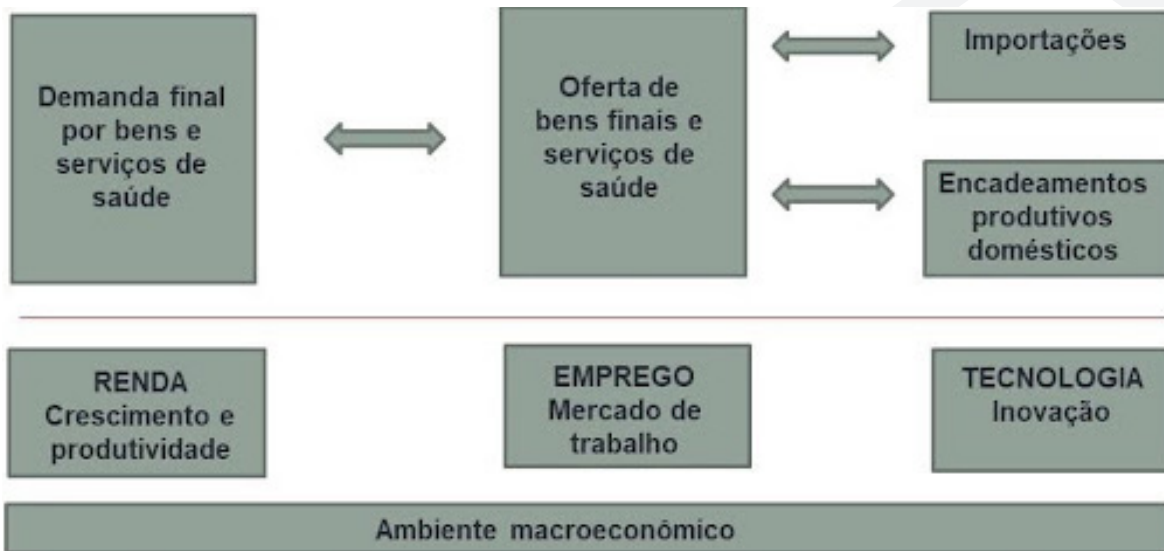 Demanda final
por bens e
serviços de
saúde
Oferta de
bens finais e
serviços de
saúde
Importações
Encadeamentos
produtivos
domésticos
RENDA
Crescimento e
produtividade
EMPREGO
Mercado de
trabalho
TECNOLOGIA
Inovação
Ambiente macroeconômico